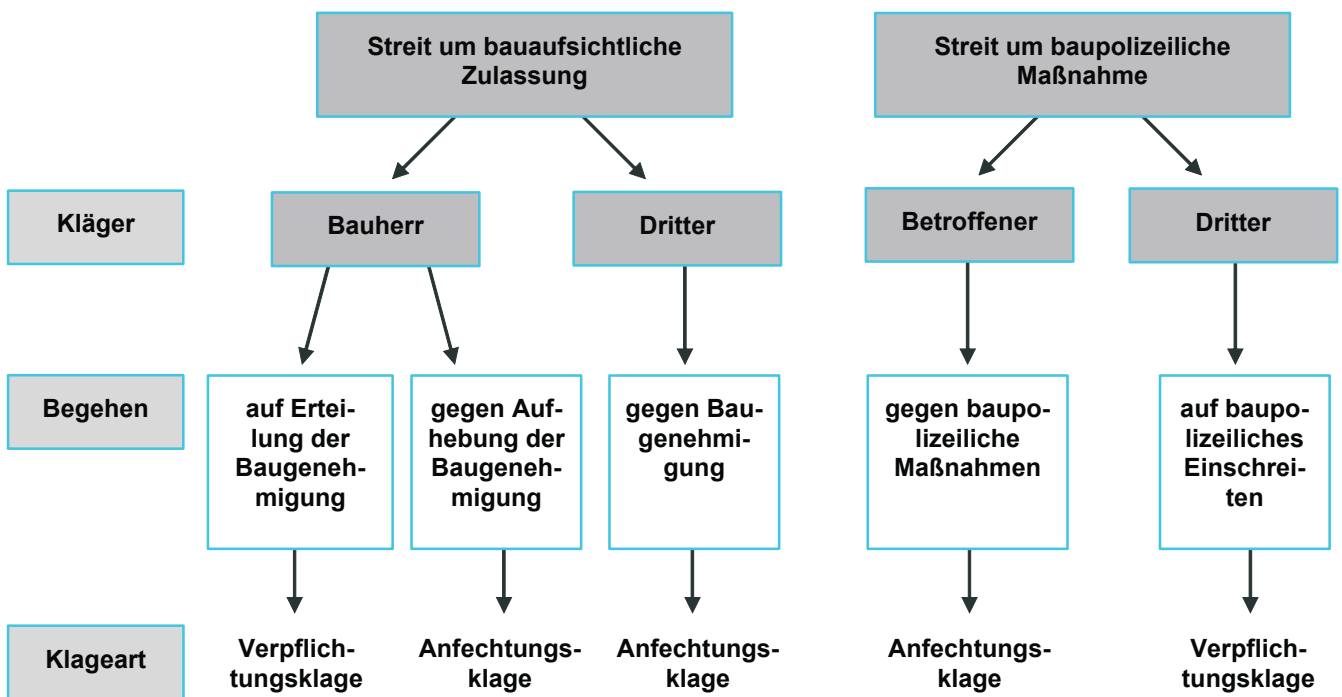 Streit um bauaufsichtliche
Zulassung
Streit um baupolizeiliche
Maßnahme
Kläger
Bauherr
Dritter
Betroffener
Dritter
Begehen
auf Ertei-
lung der
Baugeneh-
migung
gegen Auf-
hebung der
Baugeneh-
migung
gegen Bau-
genehmi-
gung
gegen baupo-
lizeiliche
Maßnahmen
auf baupo-
lizeiliches
Einschrei-
ten
Klageart
Verpflich-
tungsklage
Anfechtungs-
klage
Anfechtungs-
klage
Anfechtungs-
klage
Verpflich-
tungsklage